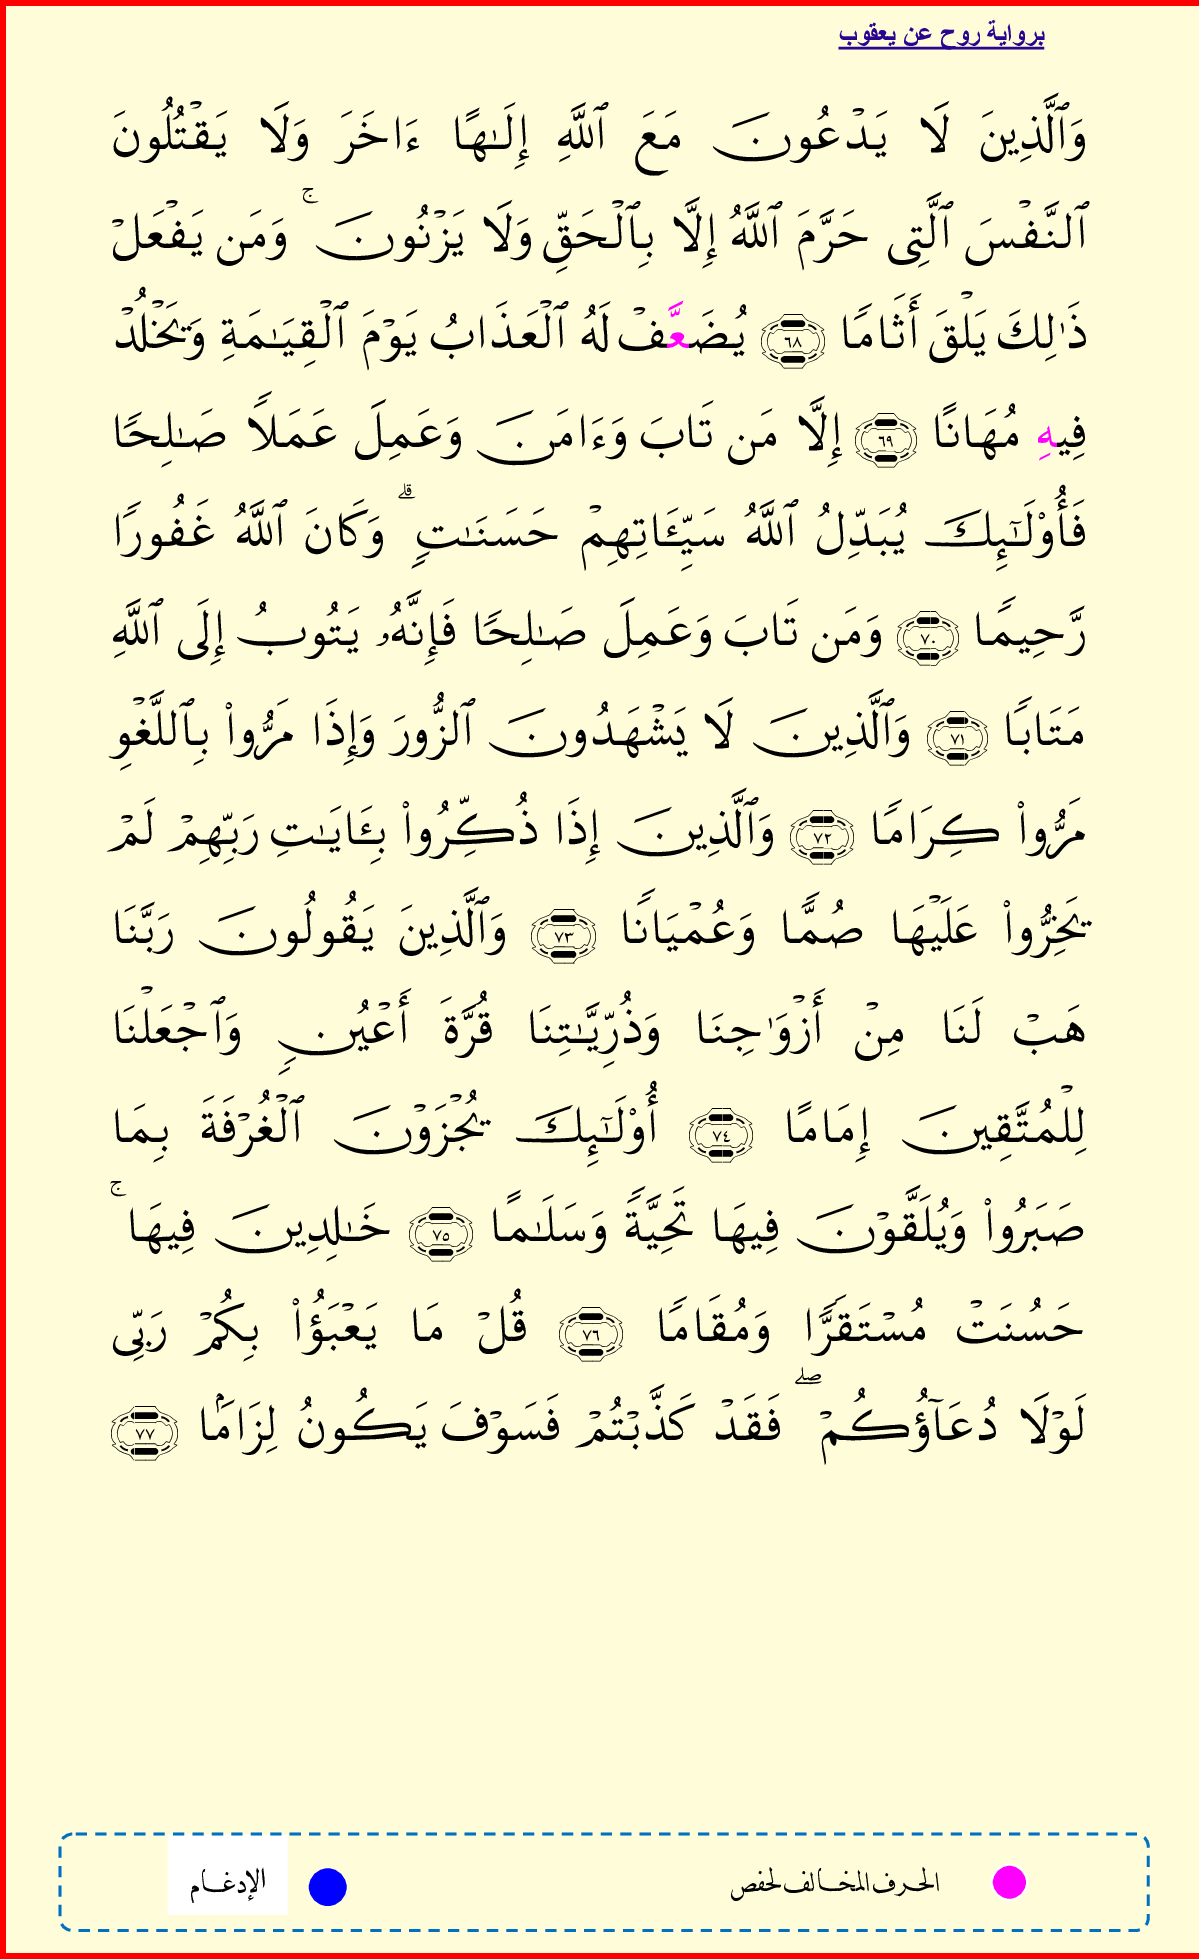 برواية روح عن يعقوب
وَٱلَّذِينَ لَا يَدۡعُونَ مَعَ ٱللَّهِ إِلَـٰهًا ءَاخَرَ وَلَا يَقۡتُلُونَ
ٱلنَّفۡسَ ٱلَّتِى حَرَّمَ ٱللَّهُ إِلَّا بِٱلۡحَقِّ وَلَا يَزۡنُونَ ۚ وَمَن يَفۡعَلۡ
ذَٰلِكَ يَلۡقَ أَثَامًا ٦٨ يُضَعَّفۡ لَهُ ٱلۡعَذَابُ يَوۡمَ ٱلۡقِيَـٰمَةِ وَيَخۡلُدۡ
فِيهِ مُهَانًا ٦٩ إِلَّا مَن تَابَ وَءَامَنَ وَعَمِلَ عَمَلًا صَـٰلِحًا
فَأُوْلَـٰٓئِكَ يُبَدِّلُ ٱللَّهُ سَيِّـَٔاتِهِمۡ حَسَنَـٰتٍ ۗ وَكَانَ ٱللَّهُ غَفُورًا
رَّحِيمًا ٧٠ وَمَن تَابَ وَعَمِلَ صَـٰلِحًا فَإِنَّهُۥ يَتُوبُ إِلَى ٱللَّهِ
مَتَابًا ٧١ وَٱلَّذِينَ لَا يَشۡهَدُونَ ٱلزُّورَ وَإِذَا مَرُّواْ بِٱللَّغۡوِ
مَرُّواْ كِرَامًا ٧٢ وَٱلَّذِينَ إِذَا ذُكِّرُواْ بِـَٔايَـٰتِ رَبِّهِمۡ لَمۡ
يَخِرُّواْ عَلَيۡهَا صُمًّا وَعُمۡيَانًا ٧٣ وَٱلَّذِينَ يَقُولُونَ رَبَّنَا
هَبۡ لَنَا مِنۡ أَزۡوَٰجِنَا وَذُرِّيَّـٰتِنَا قُرَّةَ أَعۡيُنٍ وَٱجۡعَلۡنَا
لِلۡمُتَّقِينَ إِمَامًا ٧٤ أُوْلَـٰٓئِكَ يُجۡزَوۡنَ ٱلۡغُرۡفَةَ بِمَا
صَبَرُواْ وَيُلَقَّوۡنَ فِيهَا تَحِيَّةً وَسَلَـٰمًا ٧٥ خَـٰلِدِينَ فِيهَا ۚ
حَسُنَتۡ مُسۡتَقَرًّا وَمُقَامًا ٧٦ قُلۡ مَا يَعۡبَؤُاْ بِكُمۡ رَبِّى
لَوۡلَا دُعَآؤُكُمۡ ۖ فَقَدۡ كَذَّبۡتُمۡ فَسَوۡفَ يَكُونُ لِزَامَۢا ٧٧
الحرف المخالف لحفص
الإدغام